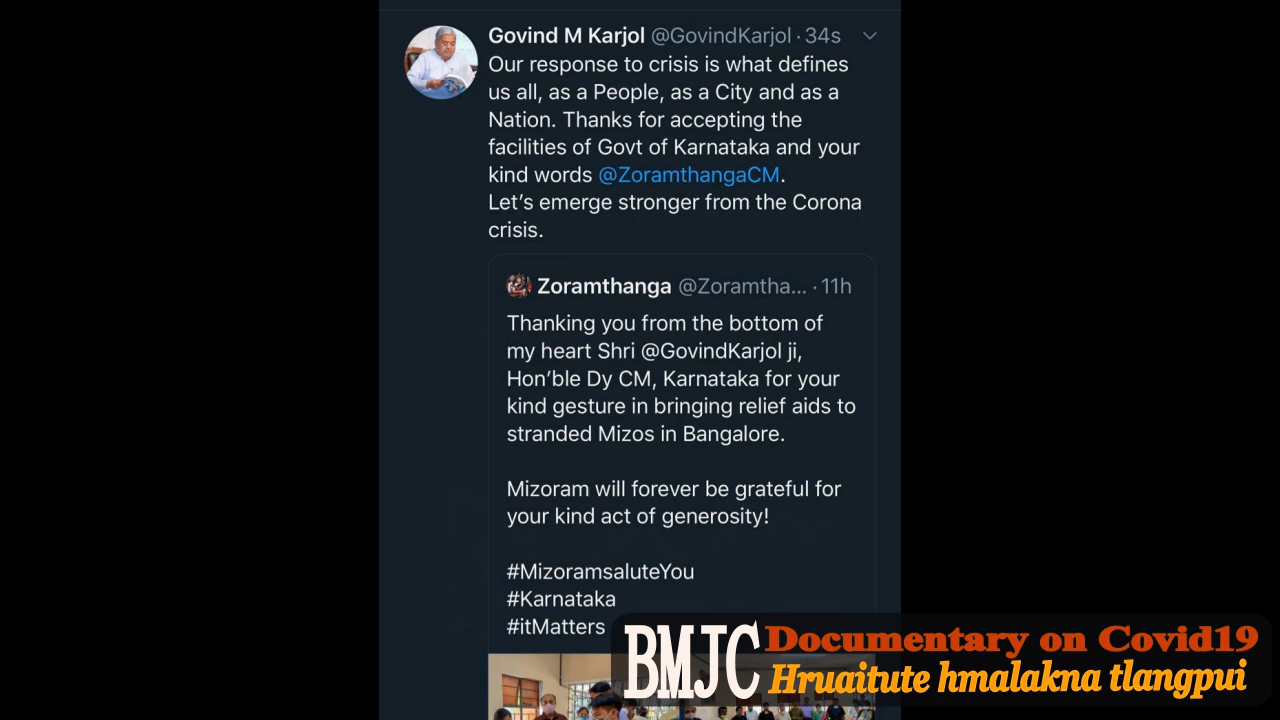 Govind M Karjol @GovindKarjol · 34s
Our response to crisis is what defines
us all, as a People, as a City and as a
Nation. Thanks for accepting the
facilities of Govt of Karnataka and your
kind words @ZoramthangaCM.
Let’s emerge stronger from the Corona
crisis.
Zoramthanga @Zoramtha... · 11h
Thanking you from the bottom of
my heart Shri @GovindKarjol ji,
Hon’ble Dy CM, Karnataka for your
kind gesture in bringing relief aids to
stranded Mizos in Bangalore.
Mizoram will forever be grateful for
your kind act of generosity!
#MizoramsaluteYou
#Karnataka
#itMatters
BMJC
Documentary on Covid19
Hruaitute hmalakna tlangpui